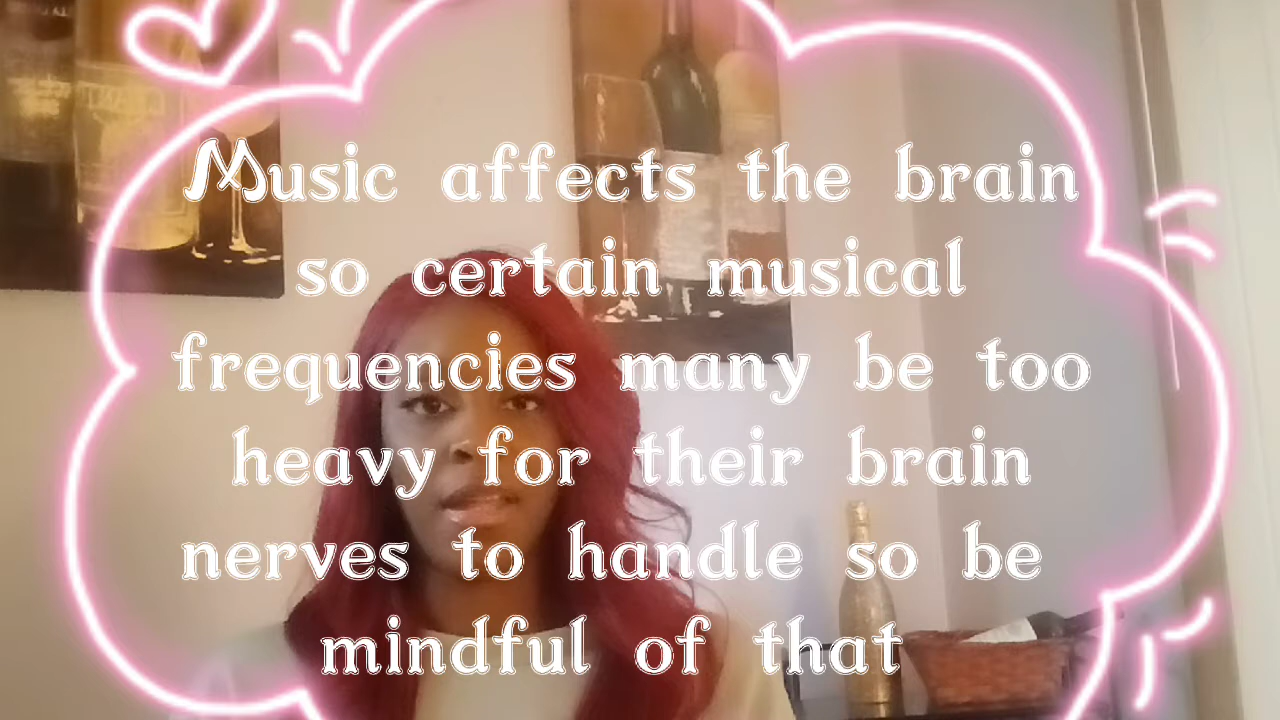 Music affects the brain
so certain musical
frequencies many be too
heavy for their brain
nerves to handle so be
mindful of that